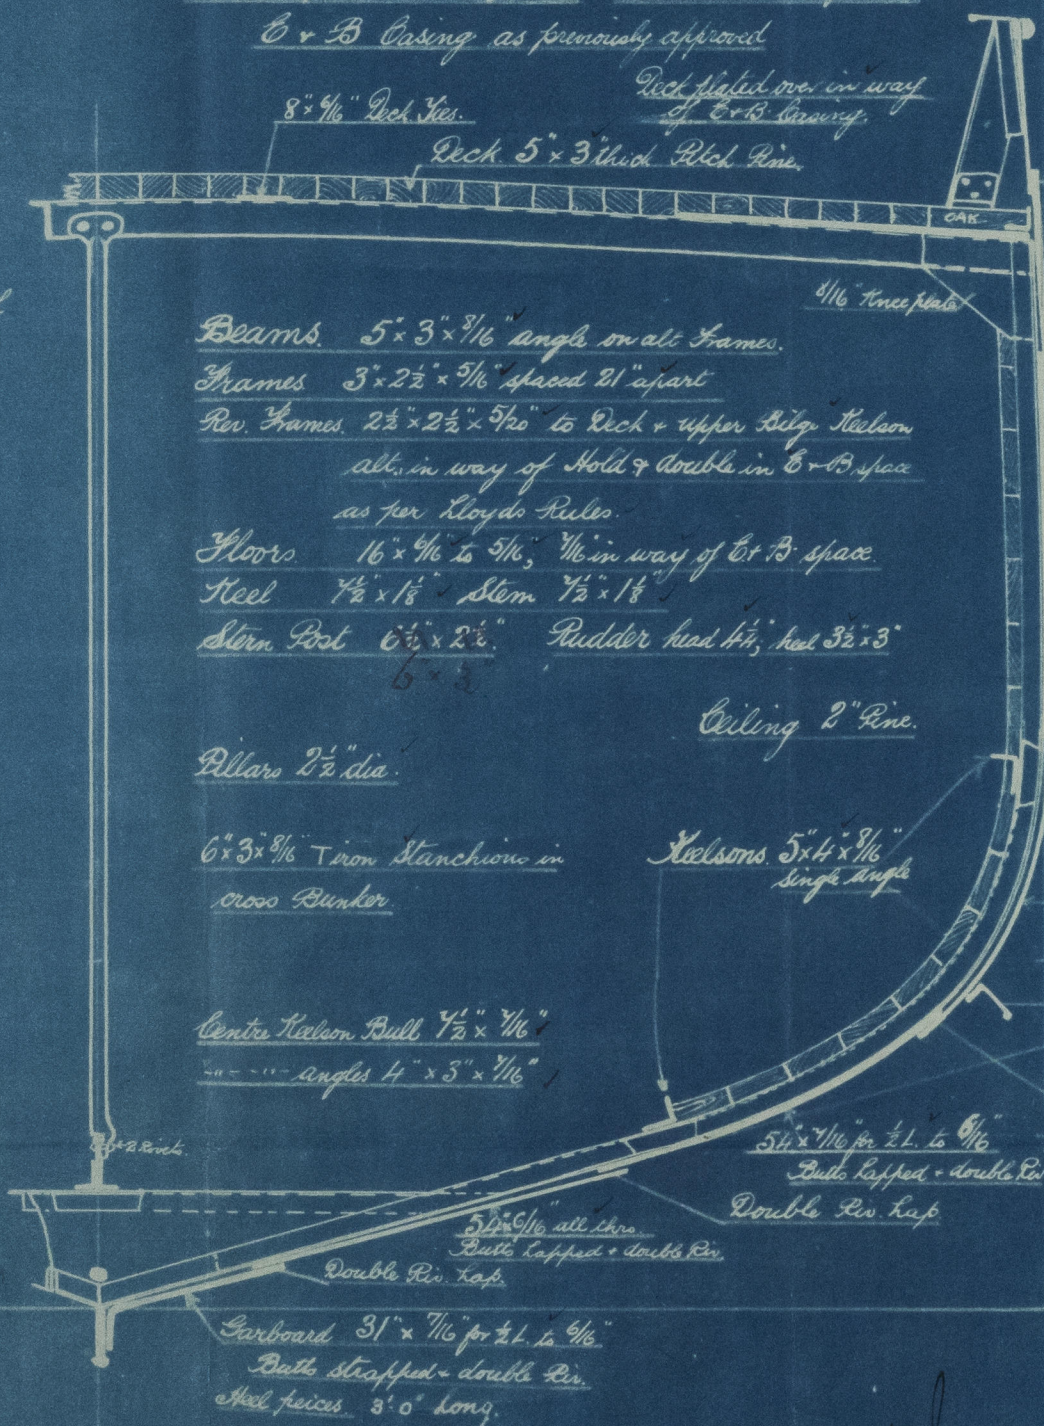 E & B Casing as previously approved
Deck plated over in way
of E & B Casing.
8" x 6/16" Deck Ties.
Deck 5" x 3" thick Pitch Pine.
OAK
8/16" Knee plate
Beams. 5" x 3" x 8/16" angle on alt Frames.
Frames 3" x 2½" x 5/16" spaced 21" apart
Rev. Frames. 2½" x 2½" x 5/20" to Deck & upper Bilge Keelson
alt. in way of Hold & double in E & B space
as per Lloyds Rules.
Floors. 16" x 6/16" to 5/16", 7/16" in way of E & B space.
Keel 7½" x 1⅛" Stem 7½" x 1⅛"
Stern Post 6½" x 2½" Rudder head 4¼", heel 3½" x 3"
6" x
Ceiling 2" Pine.
Pillars 2½" dia.
6" x 3" x 8/16" T iron Stanchions in
cross Bunker.
Keelsons. 5" x 4" x 8/16"
Single Angle
Centre Keelson Bull 7½" x 7/16"
--"--"-- angles 4" x 3" x 7/16"
2 Rivts.
54" x 7/16" for ½ L. to 6/16"
Butts Lapped & double Riv
Double Riv. Lap
54" x 6/16" all thro.
Butts Lapped & double Riv.
Double Riv. Lap.
Garboard 31" x 7/16" for ½ L. to 6/16"
Butts strapped & double Riv.
Heel peices 3'-0" Long.